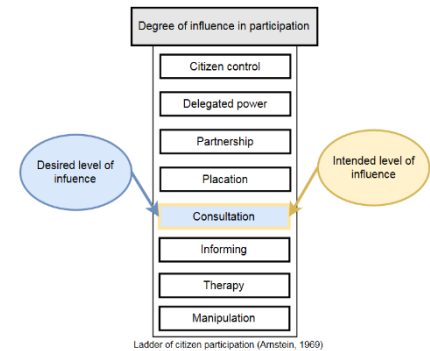 Degree of influence in participation
Citizen control
Delegated power
Partnership
Desired level of
infuence
Intended level of
influence
Placation
Consultation
Informing
Therapy
Manipulation
Ladder of citizen participation (Arnstein, 1969)